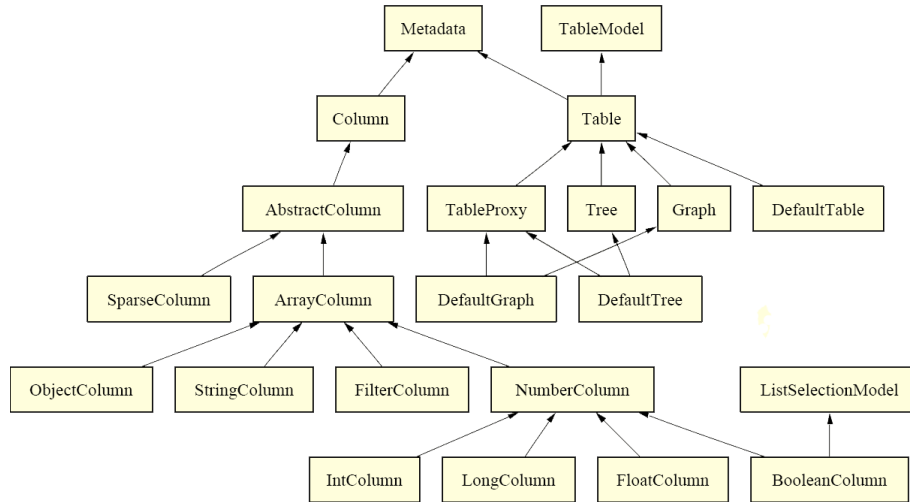 Metadata
TableModel
Column
Table
AbstractColumn
TableProxy
Tree
Graph
DefaultTable
SparseColumn
ArrayColumn
DefaultGraph
DefaultTree
ObjectColumn
StringColumn
FilterColumn
NumberColumn
ListSelectionModel
IntColumn
LongColumn
FloatColumn
BooleanColumn